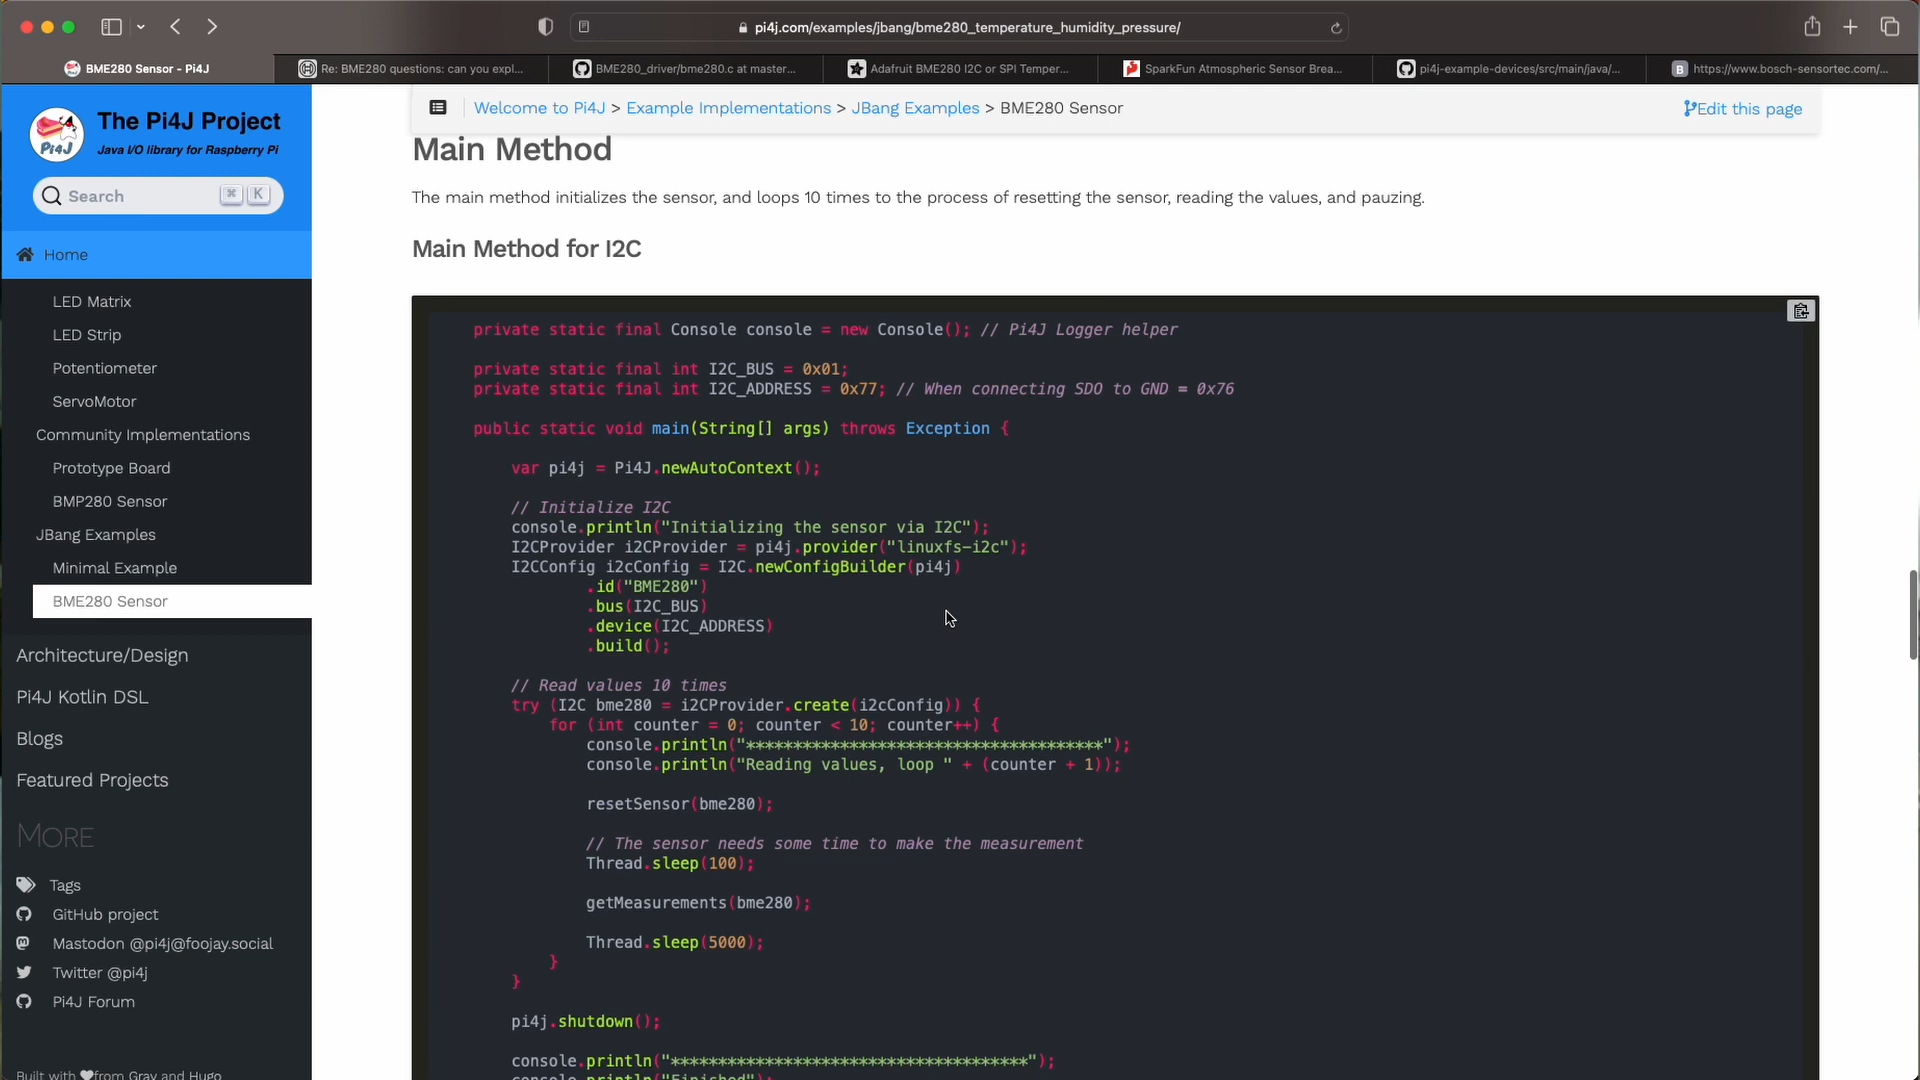 pi4j.com/examples/jbang/bme280_temperature_humidity_pressure/
BME280 Sensor - Pi4J
Re: BME280 questions: can you expl...
BME280_driver/bme280.c at master...
Adafruit BME280 I2C or SPI Temper...
SparkFun Atmospheric Sensor Brea...
pi4j-example-devices/src/main/java/...
https://www.bosch-sensortec.com/...
The Pi4J Project
Java I/O library for Raspberry Pi
Pi4J
Search ⌘ K
Home
LED Matrix
LED Strip
Potentiometer
ServoMotor
Community Implementations
Prototype Board
BMP280 Sensor
JBang Examples
Minimal Example
BME280 Sensor
Architecture/Design
Pi4J Kotlin DSL
Blogs
Featured Projects
MORE
Tags
GitHub project
Mastodon @pi4j@foojay.social
Twitter @pi4j
Pi4J Forum
Built with ❤from Grav and Hugo
Welcome to Pi4J > Example Implementations > JBang Examples > BME280 Sensor
Edit this page
Main Method
The main method initializes the sensor, and loops 10 times to the process of resetting the sensor, reading the values, and pauzing.
Main Method for I2C
private static final Console console = new Console(); // Pi4J Logger helper
private static final int I2C_BUS = 0x01;
private static final int I2C_ADDRESS = 0x77; // When connecting SDO to GND = 0x76
public static void main(String[] args) throws Exception {
var pi4j = Pi4J.newAutoContext();
// Initialize I2C
console.println("Initializing the sensor via I2C");
I2CProvider i2CProvider = pi4j.provider("linuxfs-i2c");
I2CConfig i2cConfig = I2C.newConfigBuilder(pi4j)
.id("BME280")
.bus(I2C_BUS)
.device(I2C_ADDRESS)
.build();
// Read values 10 times
try (I2C bme280 = i2CProvider.create(i2cConfig)) {
for (int counter = 0; counter < 10; counter++) {
console.println("**************************************");
console.println("Reading values, loop " + (counter + 1));
resetSensor(bme280);
// The sensor needs some time to make the measurement
Thread.sleep(100);
getMeasurements(bme280);
Thread.sleep(5000);
}
}
pi4j.shutdown();
console.println("**************************************");
console.println("Finished");